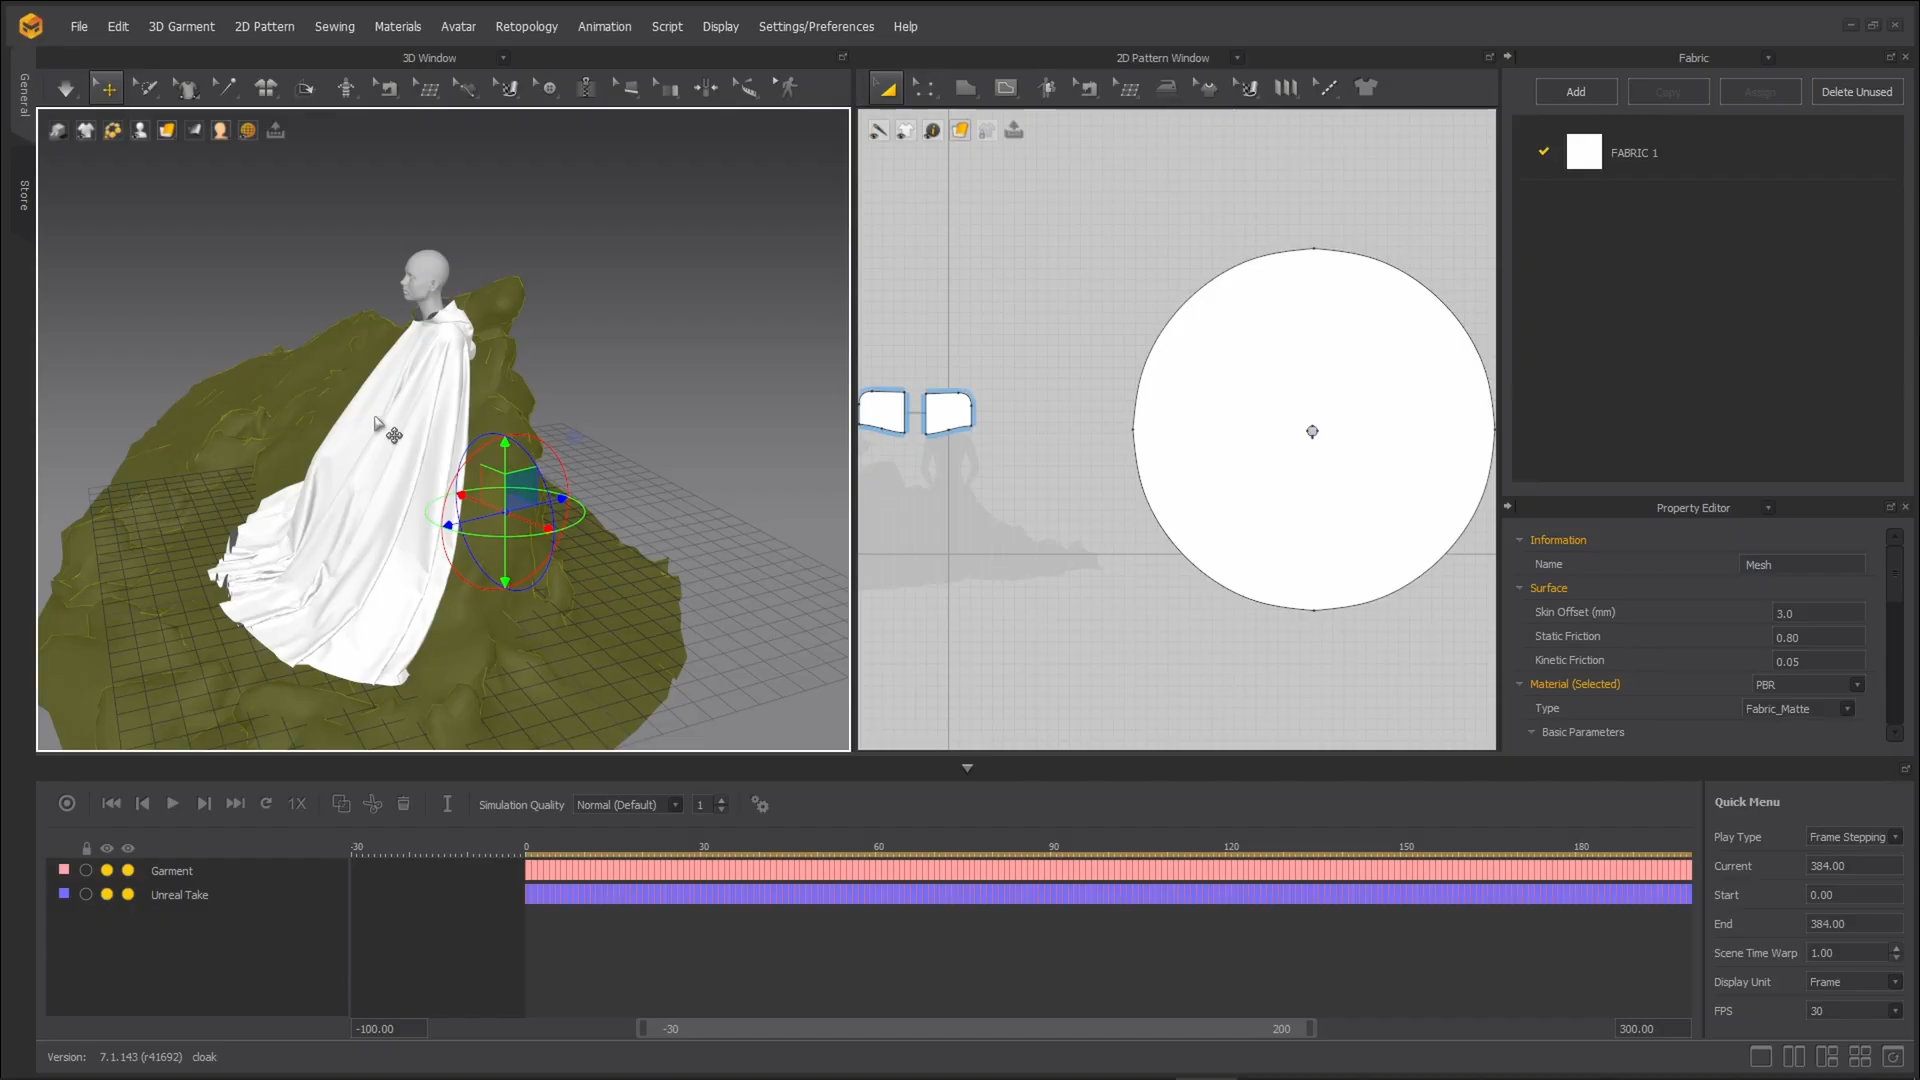 File Edit 3D Garment 2D Pattern Sewing Materials Avatar Retopology Animation Script Display Settings/Preferences Help
3D Window 2D Pattern Window Fabric
General
Store
Add Copy Assign Delete Unused
FABRIC 1
Property Editor
Information
Name Mesh
Surface
Skin Offset (mm) 3.0
Static Friction 0.80
Kinetic Friction 0.05
Material (Selected) PBR
Type Fabric_Matte
Basic Parameters
1X Simulation Quality Normal (Default) 1
Quick Menu
Play Type Frame Stepping
Current 384.00
Start 0.00
End 384.00
Scene Time Warp 1.00
Display Unit Frame
FPS 30
-30 0 30 60 90 120 150 180
Garment
Unreal Take
-100.00 -30 200 300.00
Version: 7.1.143 (r41692) cloak